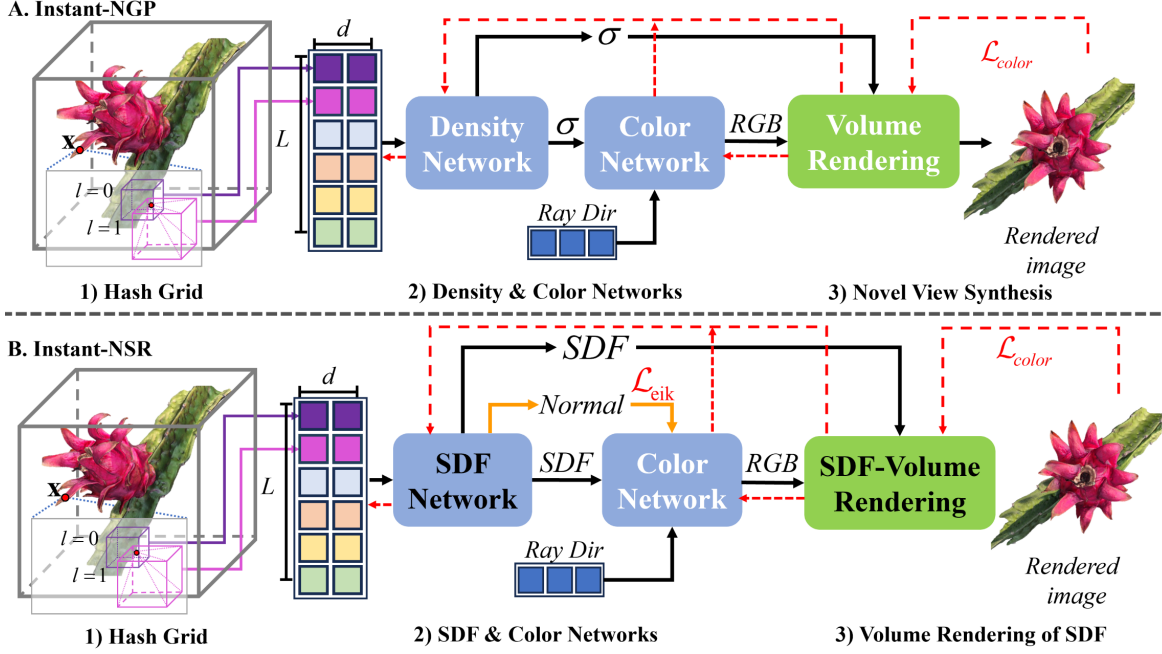 A. Instant-NGP
d
σ
ℒcolor
x
L
Density
Network
σ
Color
Network
RGB
Volume
Rendering
l = 0
l = 1
Ray Dir
Rendered
image
1) Hash Grid
2) Density & Color Networks
3) Novel View Synthesis
B. Instant-NSR
d
SDF
ℒcolor
ℒeik
Normal
x
L
SDF
Network
SDF
Color
Network
RGB
SDF-Volume
Rendering
l = 0
l = 1
Ray Dir
Rendered
image
1) Hash Grid
2) SDF & Color Networks
3) Volume Rendering of SDF